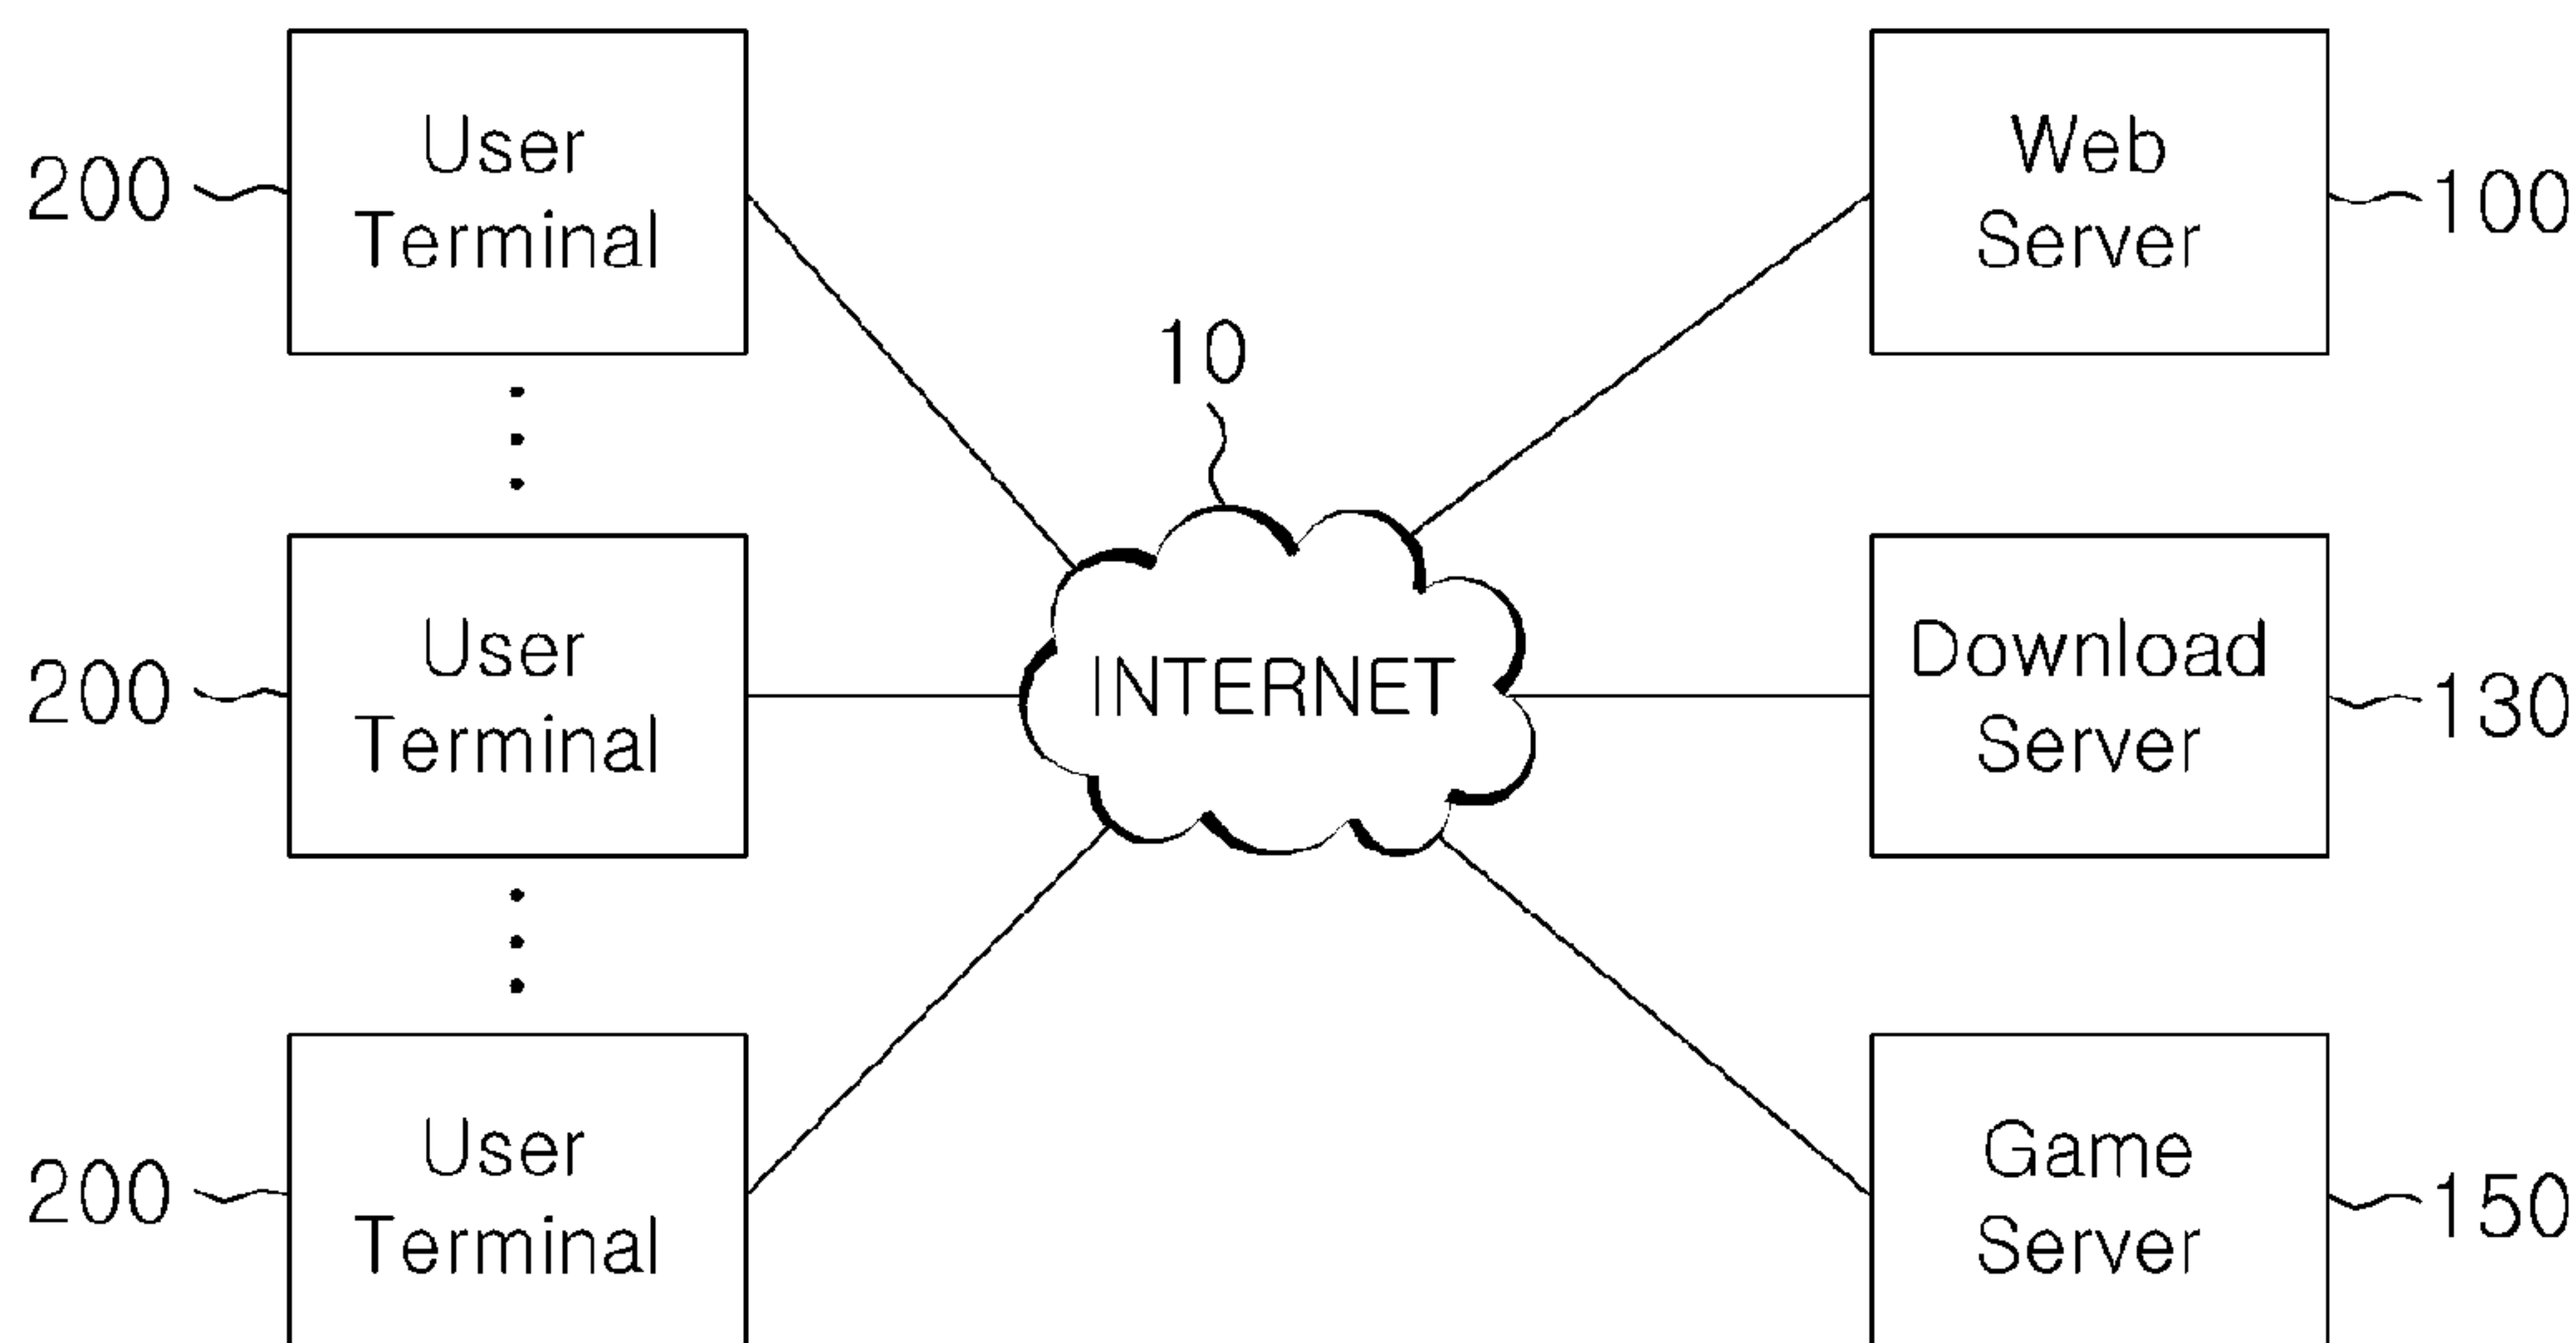 200
User
Terminal
Web
Server
100
10
200
User
Terminal
INTERNET
Download
Server
130
200
User
Terminal
Game
Server
150